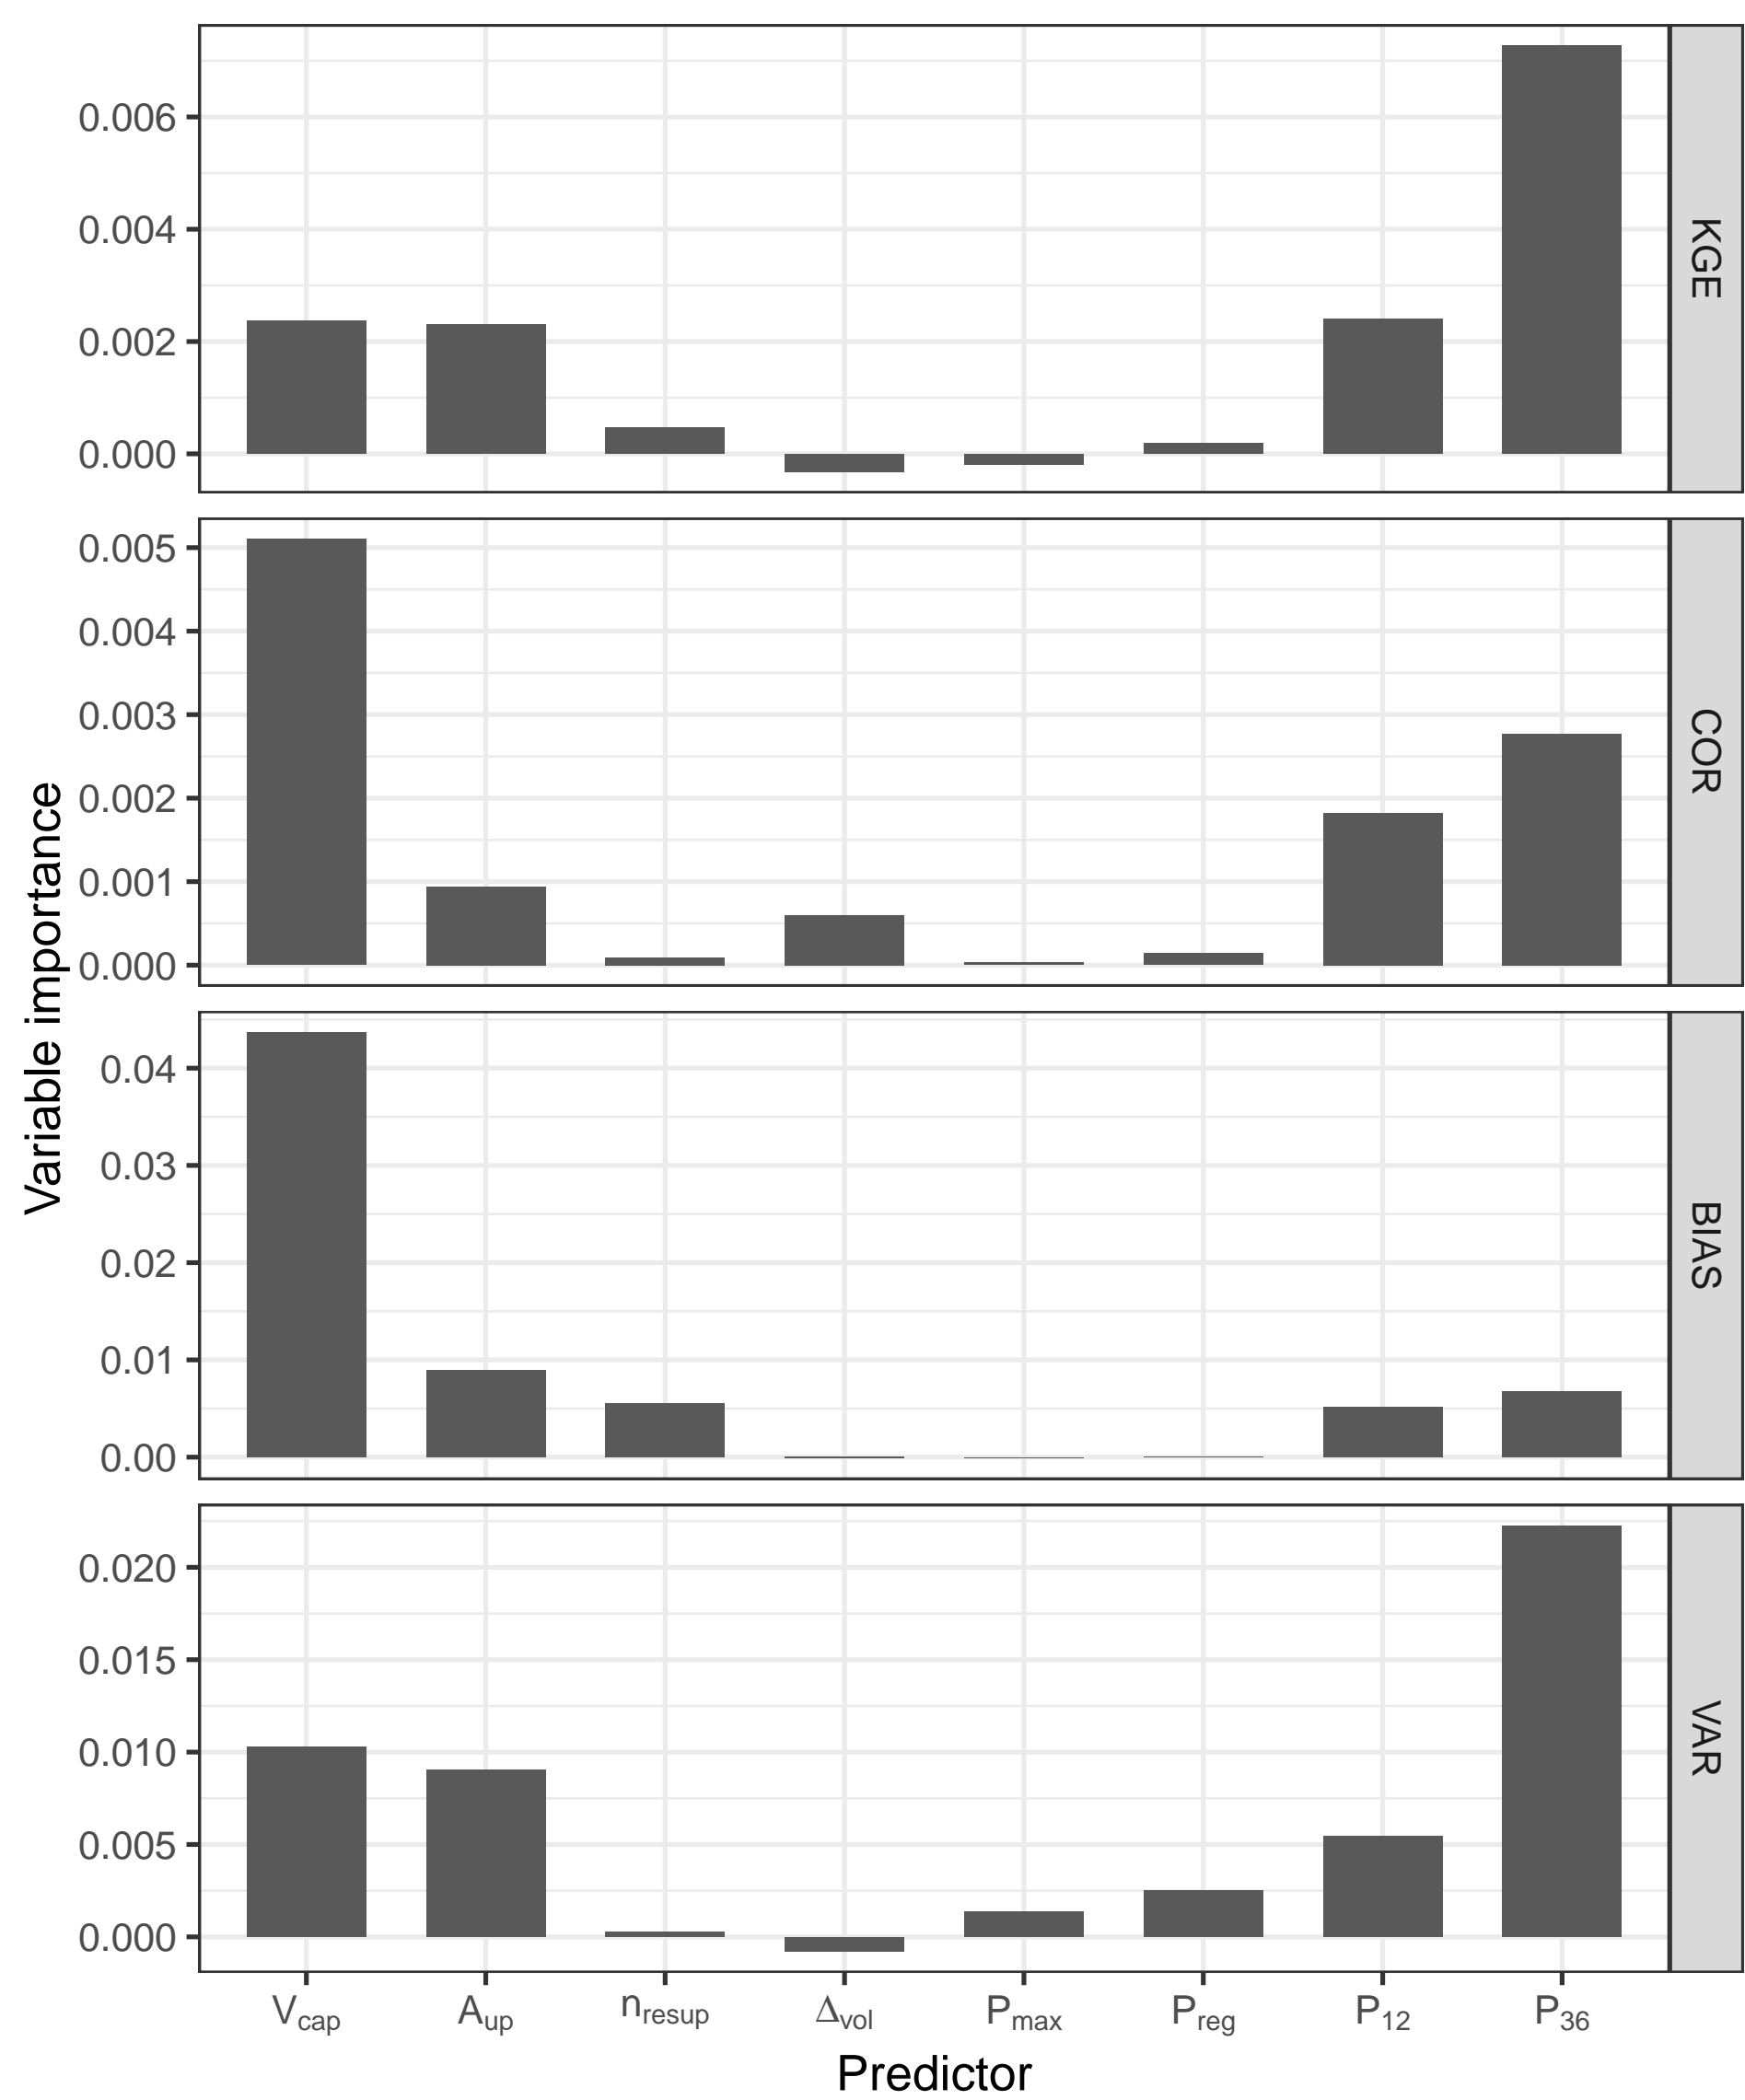 0.006
0.004
0.002
0.000
KGE
0.005
0.004
0.003
0.002
0.001
0.000
COR
0.04
0.03
0.02
0.01
0.00
BIAS
0.020
0.015
0.010
0.005
0.000
VAR
Variable importance
Vcap Aup nresup Δvol Pmax Preg P12 P36
Predictor